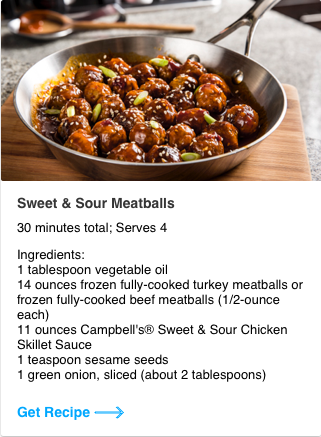 Sweet & Sour Meatballs
30 minutes total; Serves 4
Ingredients:
1 tablespoon vegetable oil
14 ounces frozen fully-cooked turkey meatballs or
frozen fully-cooked beef meatballs (1/2-ounce
each)
11 ounces Campbell's® Sweet & Sour Chicken
Skillet Sauce
1 teaspoon sesame seeds
1 green onion, sliced (about 2 tablespoons)
Get Recipe